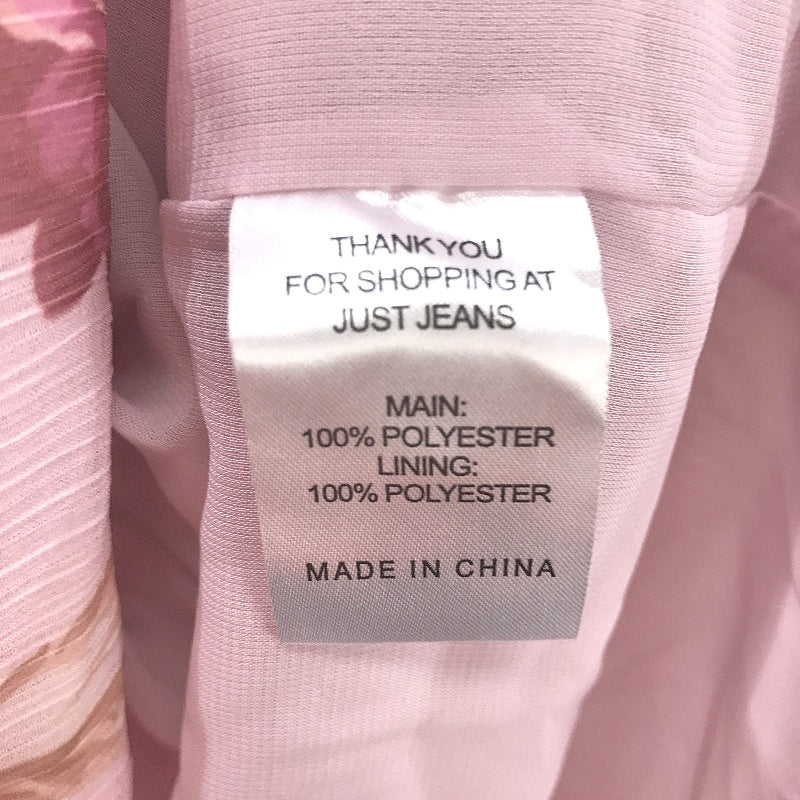 THANK YOU
FOR SHOPPING AT
JUST JEANS
MAIN:
100% POLYESTER
LINING:
100% POLYESTER
MADE IN CHINA